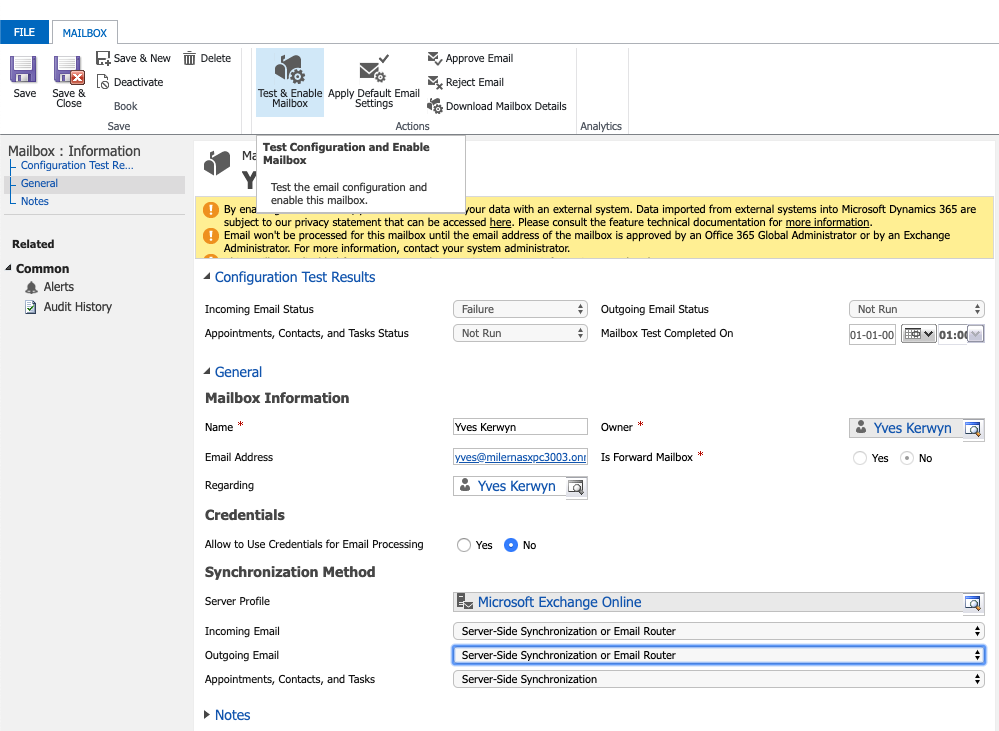 FILE
MAILBOX
Save
Save &
Close
Save & New
Deactivate
Book
Delete
Save
Test & Enable
Mailbox
Apply Default Email
Settings
Approve Email
Reject Email
Download Mailbox Details
Actions
Analytics
Mailbox : Information
Configuration Test Re...
General
Notes
Related
Common
Alerts
Audit History
Ma
Y
Test Configuration and Enable
Mailbox
Test the email configuration and
enable this mailbox.
By ena your data with an external system. Data imported from external systems into Microsoft Dynamics 365 are
subject to our privacy statement that can be accessed here. Please consult the feature technical documentation for more information.
Email won't be processed for this mailbox until the email address of the mailbox is approved by an Office 365 Global Administrator or by an Exchange
Administrator. For more information, contact your system administrator.
Configuration Test Results
Incoming Email Status Failure Outgoing Email Status Not Run
Appointments, Contacts, and Tasks Status Not Run Mailbox Test Completed On 01-01-00 01:00
General
Mailbox Information
Name * Yves Kerwyn Owner * Yves Kerwyn
Email Address yves@milernasxpc3003.onr Is Forward Mailbox * Yes No
Regarding Yves Kerwyn
Credentials
Allow to Use Credentials for Email Processing Yes No
Synchronization Method
Server Profile Microsoft Exchange Online
Incoming Email Server-Side Synchronization or Email Router
Outgoing Email Server-Side Synchronization or Email Router
Appointments, Contacts, and Tasks Server-Side Synchronization
Notes